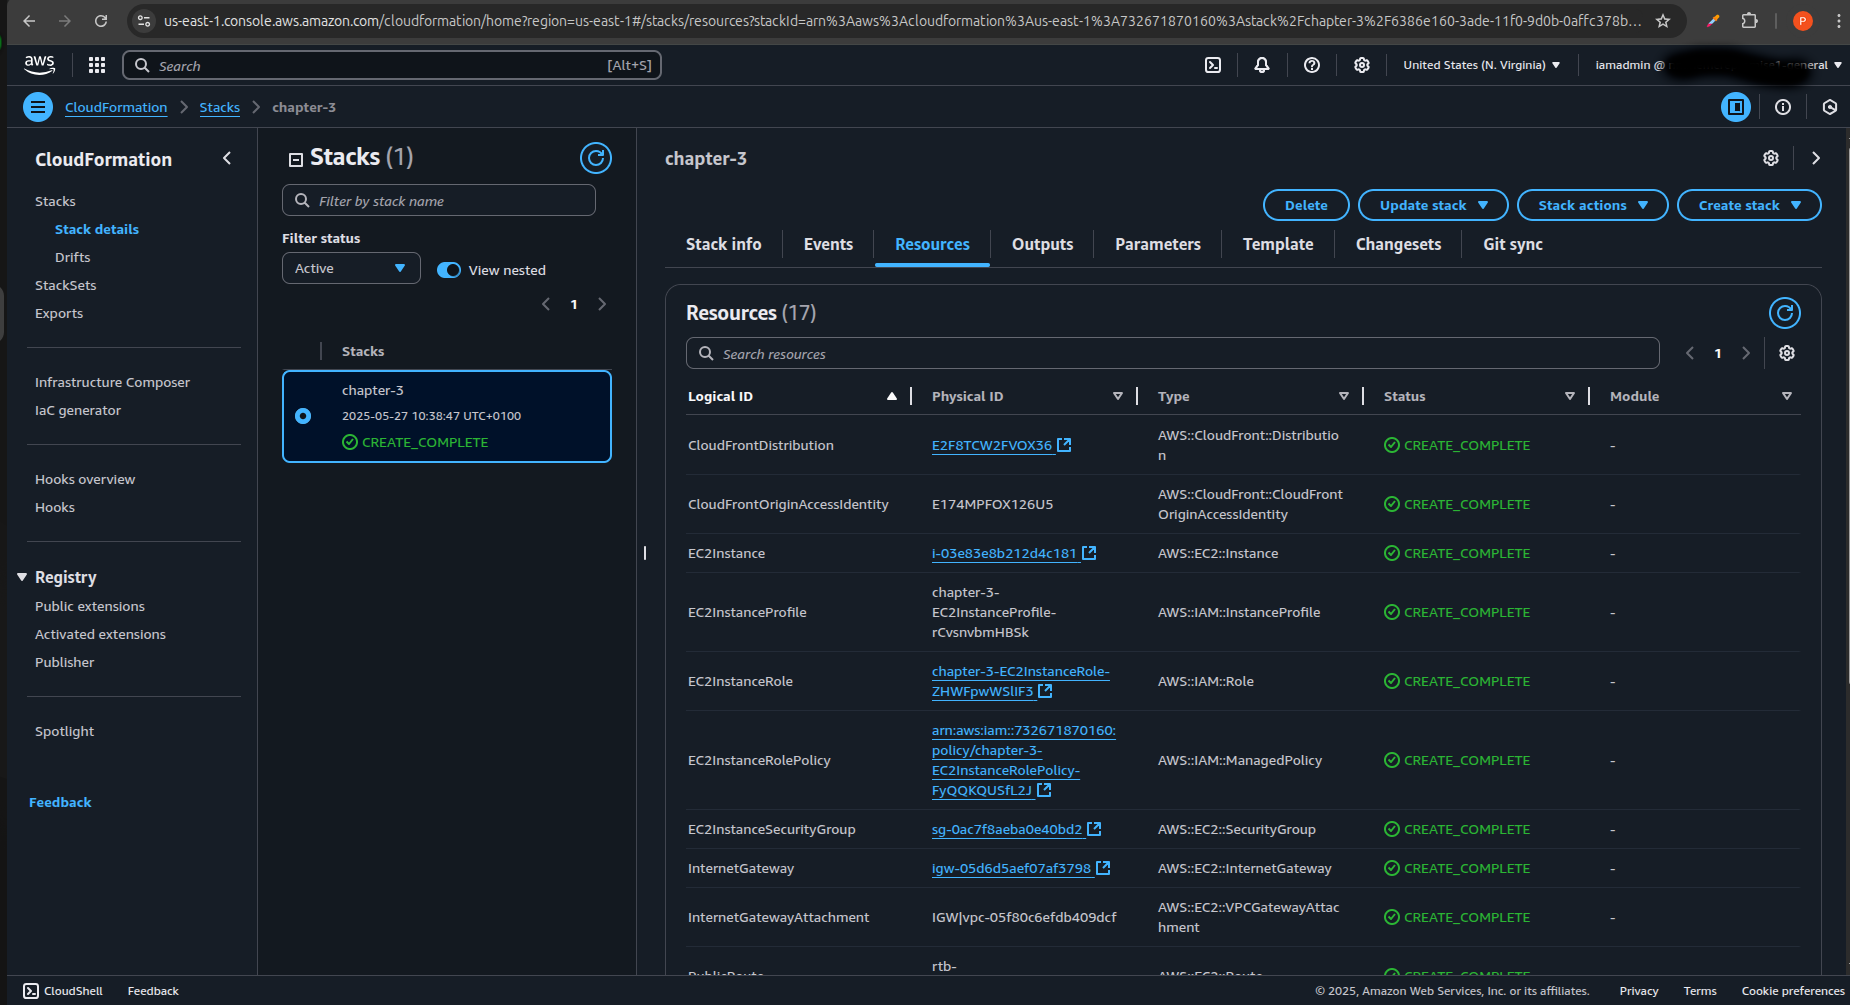 us-east-1.console.aws.amazon.com/cloudformation/home?region=us-east-1#/stacks/resources?stackId=arn%3Aaws%3Acloudformation%3Aus-east-1%3A732671870160%3Astack%2Fchapter-3%2F6386e160-3ade-11f0-9d0b-0affc378b...
P
aws
Search
[Alt+S]
United States (N. Virginia)
iamadmin @
-general
CloudFormation
Stacks
chapter-3
CloudFormation
Stacks
Stack details
Drifts
StackSets
Exports
Infrastructure Composer
IaC generator
Hooks overview
Hooks
Registry
Public extensions
Activated extensions
Publisher
Spotlight
Feedback
Stacks (1)
Filter by stack name
Filter status
Active
View nested
1
Stacks
chapter-3
2025-05-27 10:38:47 UTC+0100
CREATE_COMPLETE
chapter-3
Delete
Update stack
Stack actions
Create stack
Stack info
Events
Resources
Outputs
Parameters
Template
Changesets
Git sync
Resources (17)
Search resources
1
Logical ID
Physical ID
Type
Status
Module
CloudFrontDistribution
E2F8TCW2FVOX36
AWS::CloudFront::Distributio
n
CREATE_COMPLETE
-
CloudFrontOriginAccessIdentity
E174MPFOX126U5
AWS::CloudFront::CloudFront
OriginAccessIdentity
CREATE_COMPLETE
-
EC2Instance
i-03e83e8b212d4c181
AWS::EC2::Instance
CREATE_COMPLETE
-
EC2InstanceProfile
chapter-3-
EC2InstanceProfile-
rCvsnvbmHBSk
AWS::IAM::InstanceProfile
CREATE_COMPLETE
-
EC2InstanceRole
chapter-3-EC2InstanceRole-
ZHWFpwWSlIF3
AWS::IAM::Role
CREATE_COMPLETE
-
EC2InstanceRolePolicy
arn:aws:iam::732671870160:
policy/chapter-3-
EC2InstanceRolePolicy-
FyQQKQUSfL2J
AWS::IAM::ManagedPolicy
CREATE_COMPLETE
-
EC2InstanceSecurityGroup
sg-0ac7f8aeba0e40bd2
AWS::EC2::SecurityGroup
CREATE_COMPLETE
-
InternetGateway
igw-05d6d5aef07af3798
AWS::EC2::InternetGateway
CREATE_COMPLETE
-
InternetGatewayAttachment
IGW|vpc-05f80c6efdb409dcf
AWS::EC2::VPCGatewayAttac
hment
CREATE_COMPLETE
-
PublicRoute
rtb-
AWS::EC2::Route
CREATE_COMPLETE
CloudShell
Feedback
© 2025, Amazon Web Services, Inc. or its affiliates.
Privacy
Terms
Cookie preferences